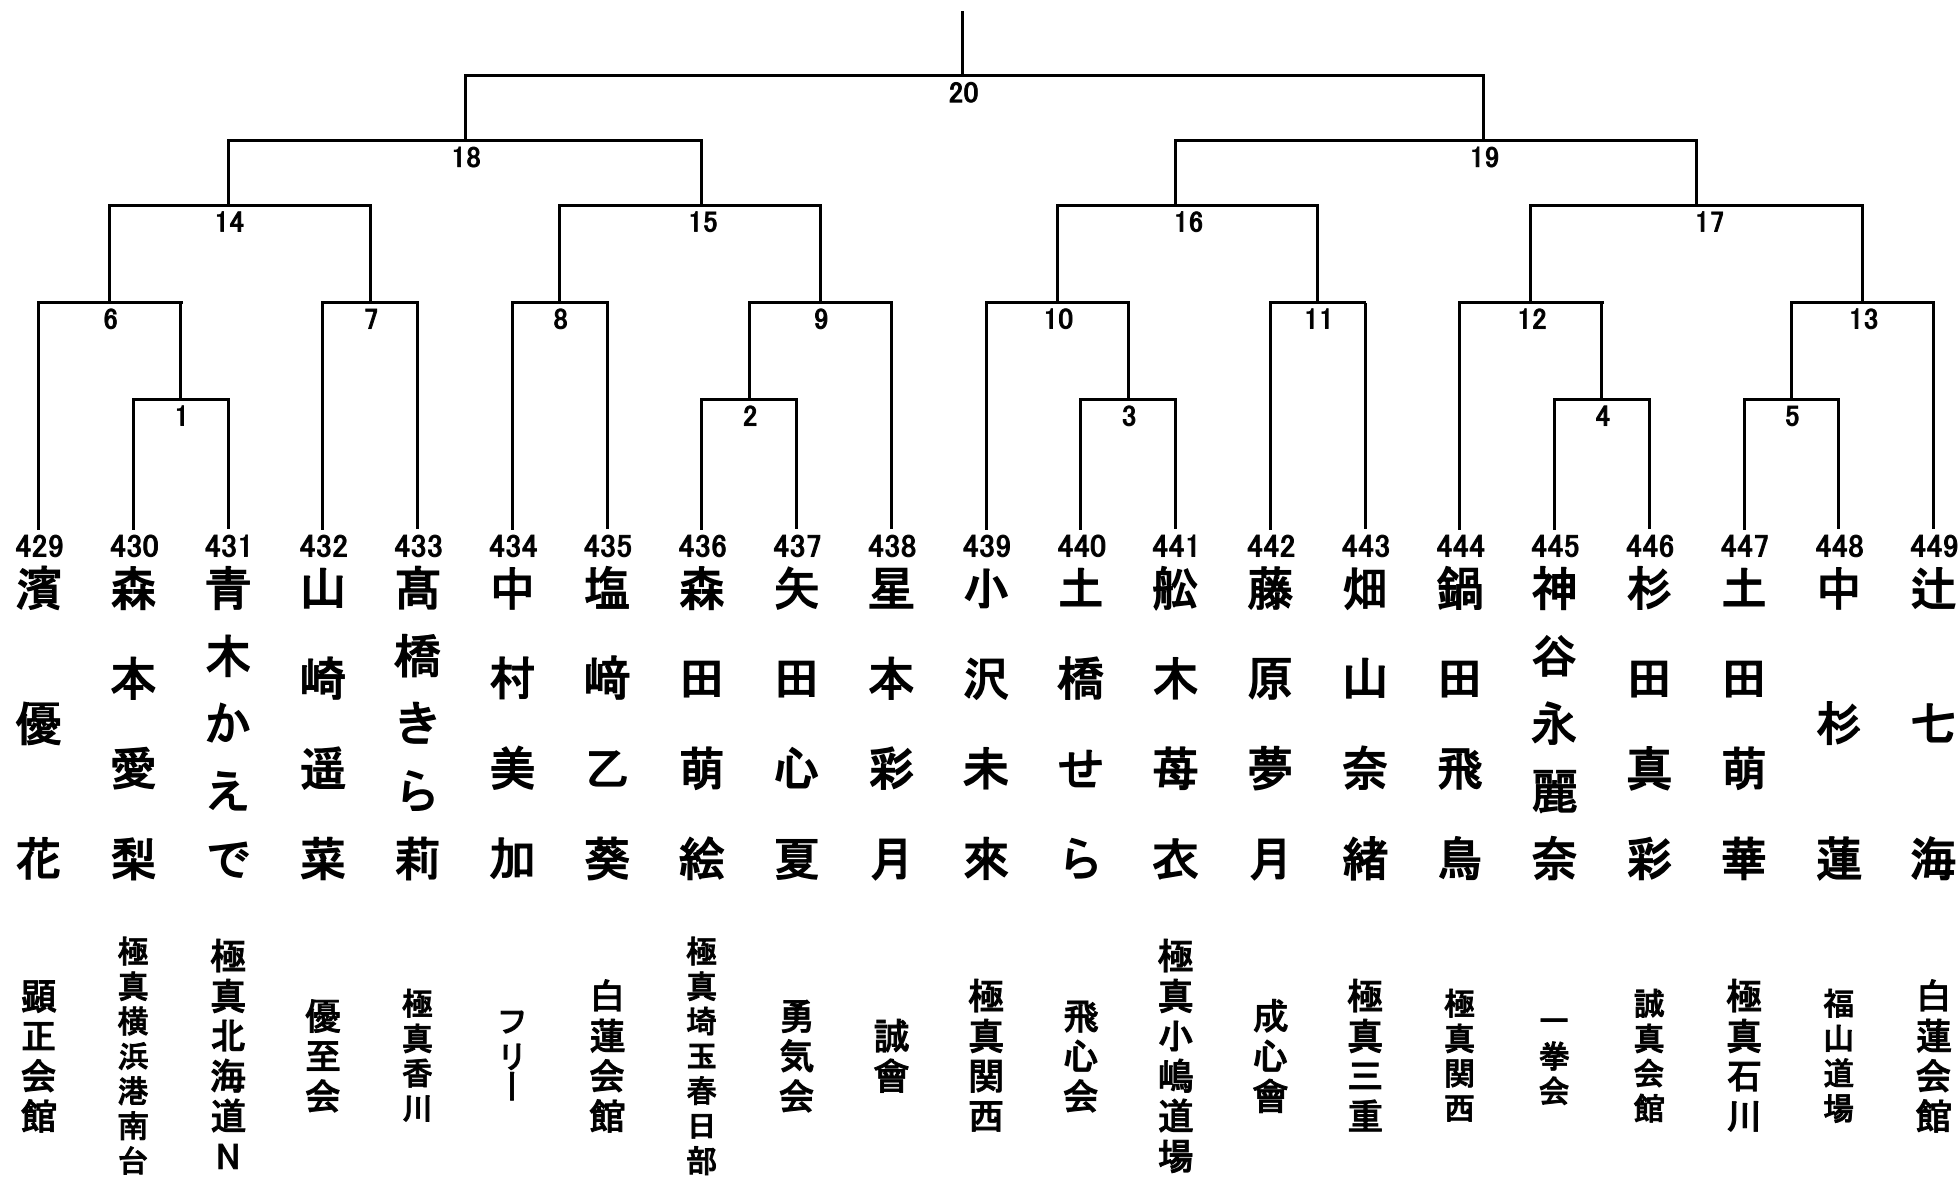 20
18
19
14
15
16
17
6
7
8
9
10
11
12
13
1
2
3
4
5
429
430
431
432
433
434
435
436
437
438
439
440
441
442
443
444
445
446
447
448
449
濱優花
森本愛梨
青木かえで
山崎遥菜
髙橋きら莉
中村美加
塩﨑乙葵
森田萌絵
矢田心夏
星本彩月
小沢未來
土橋せら
舩木苺衣
藤原夢月
畑山奈緒
鍋田飛鳥
神谷永麗奈
杉田真彩
土田萌華
中杉蓮
辻七海
顕正会館
極真横浜港南台
極真北海道N
優至会
極真香川
フリー
白蓮会館
極真埼玉春日部
勇気会
誠會
極真関西
飛心会
極真小嶋道場
成心會
極真三重
極真関西
一拳会
誠真会館
極真石川
福山道場
白蓮会館